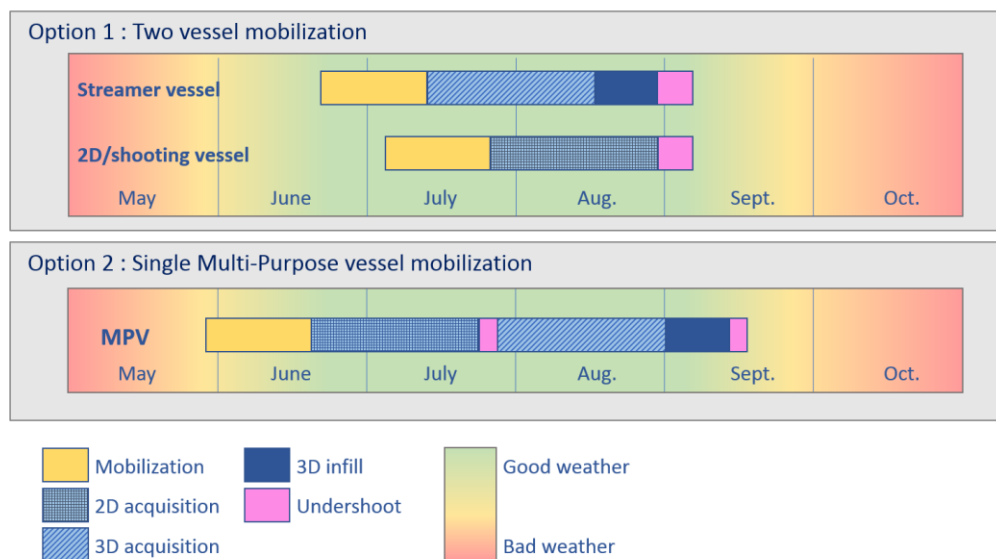 Option 1 : Two vessel mobilization
Streamer vessel
2D/shooting vessel
May June July Aug. Sept. Oct.
Option 2 : Single Multi-Purpose vessel mobilization
MPV
May June July Aug. Sept. Oct.
Mobilization 3D infill Good weather
2D acquisition Undershoot
3D acquisition Bad weather